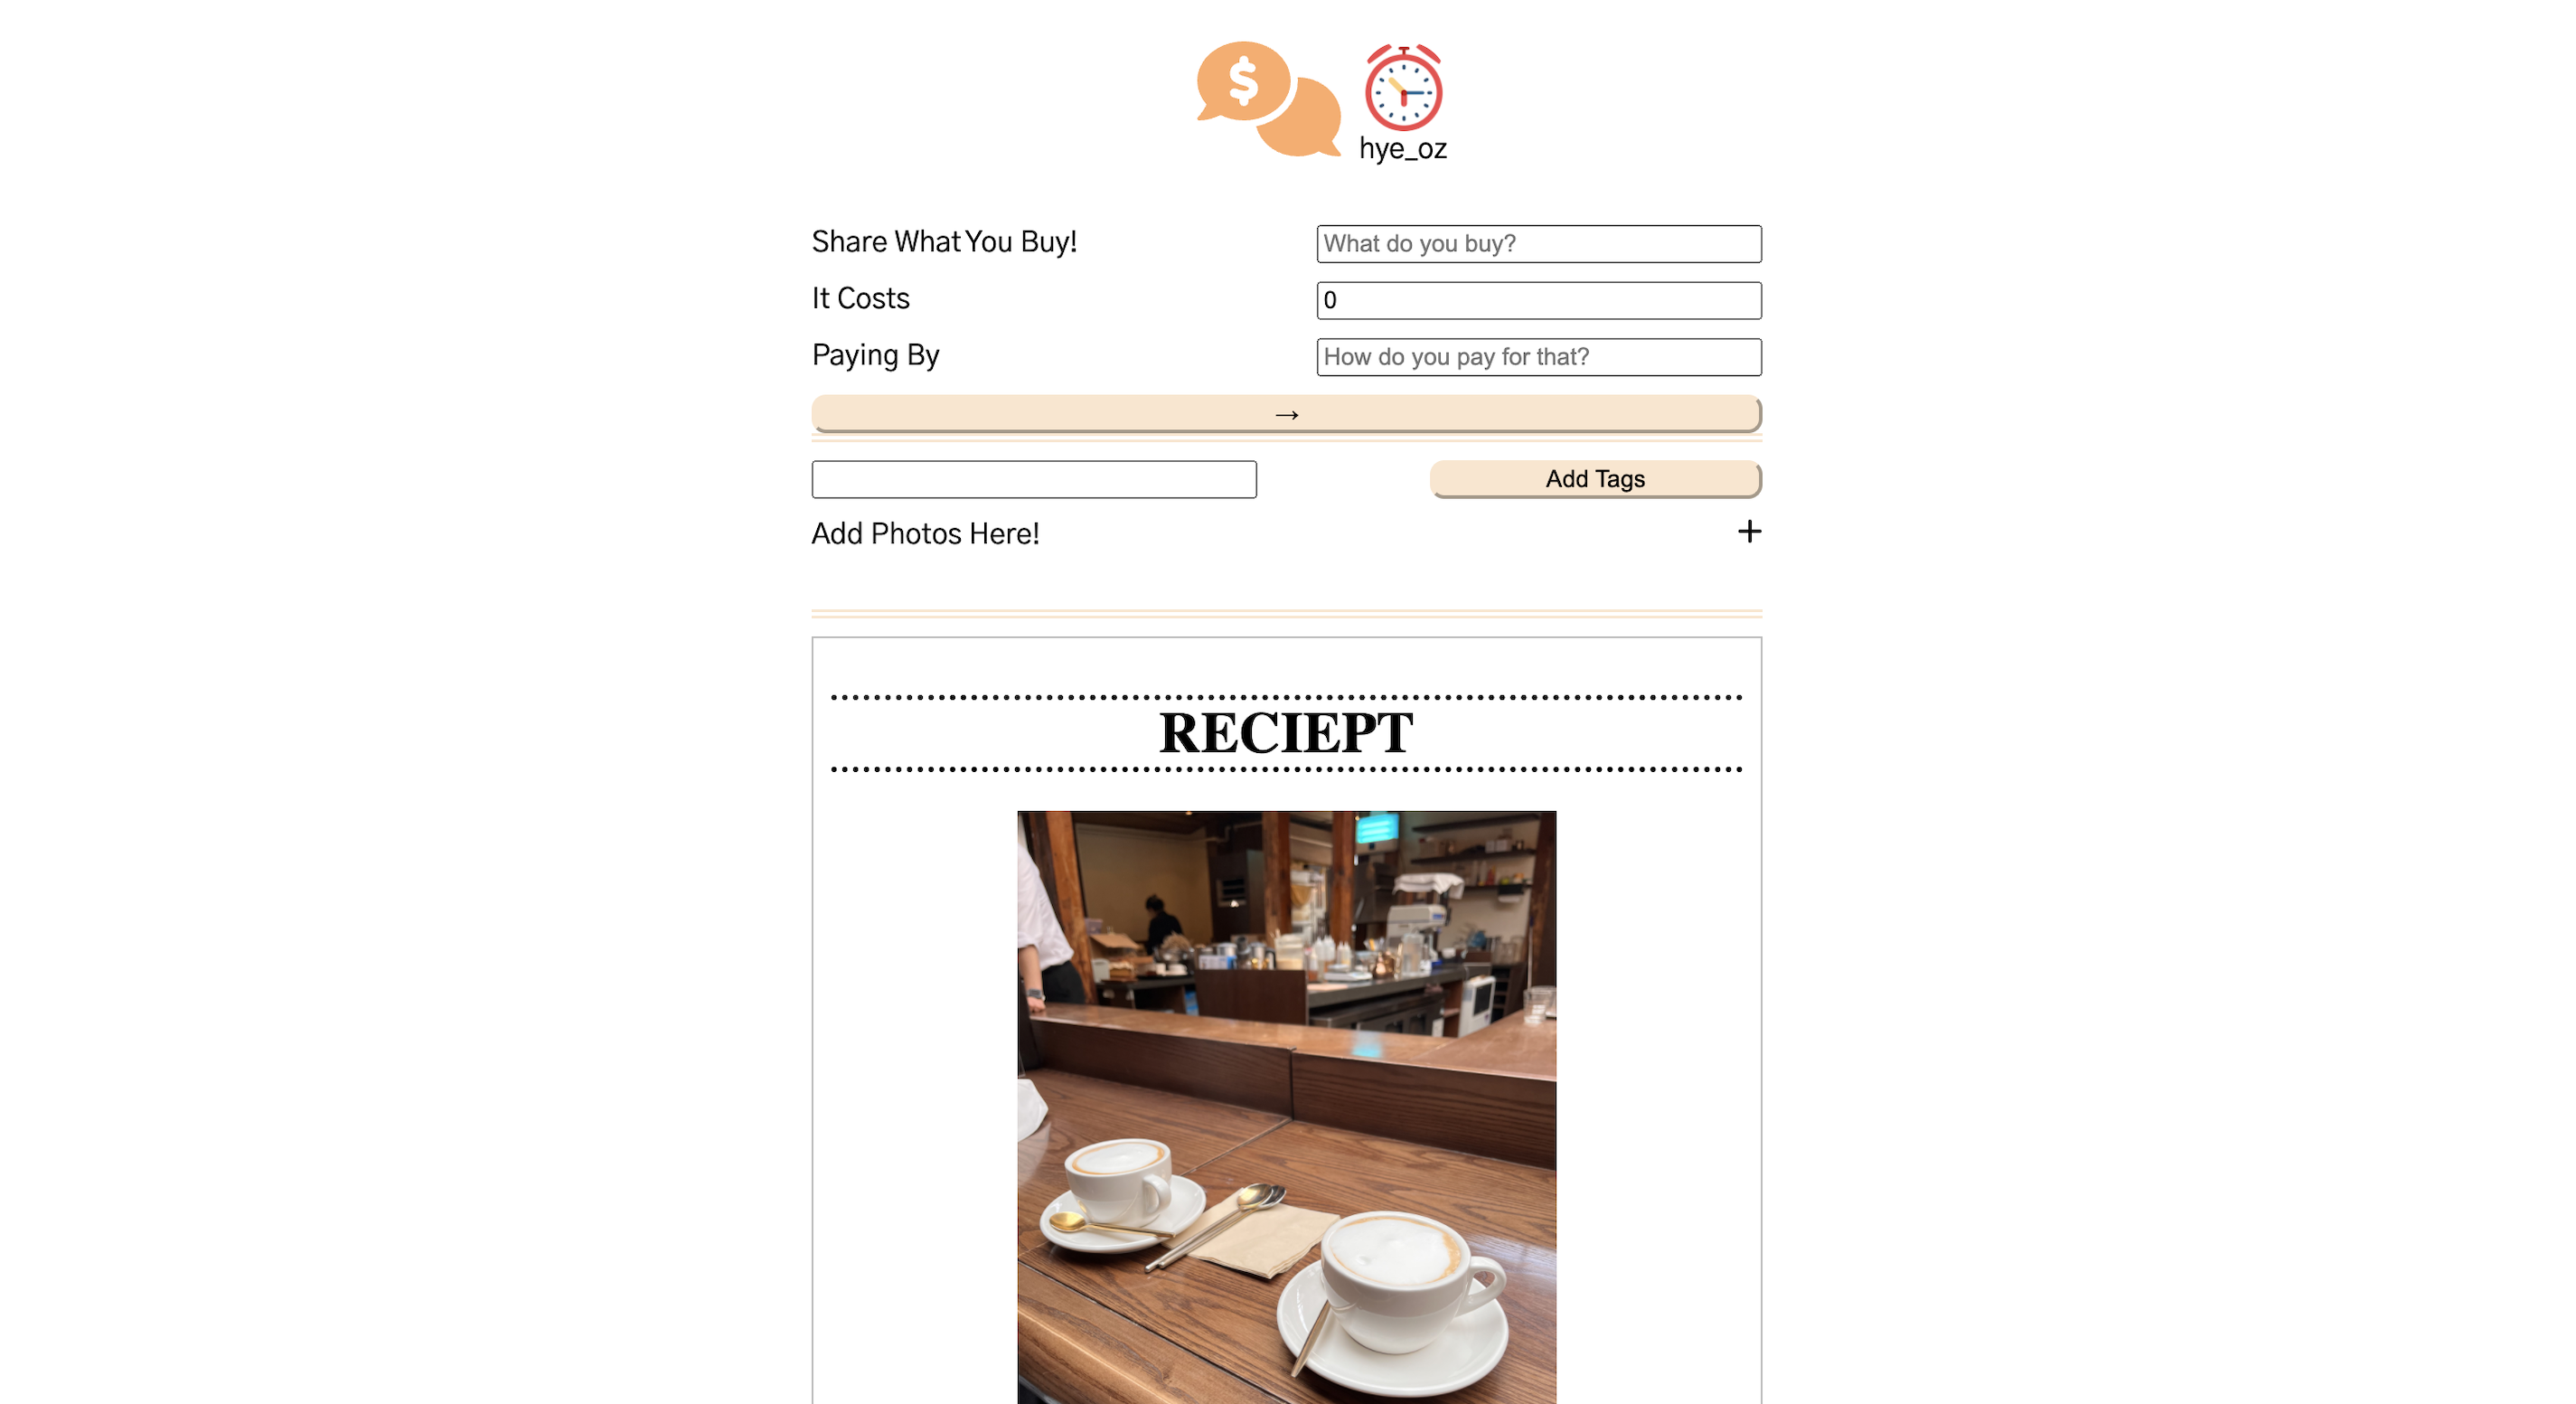 $
hye_oz
Share What You Buy!
What do you buy?
It Costs
0
Paying By
How do you pay for that?
→
Add Tags
Add Photos Here!
+
RECIEPT